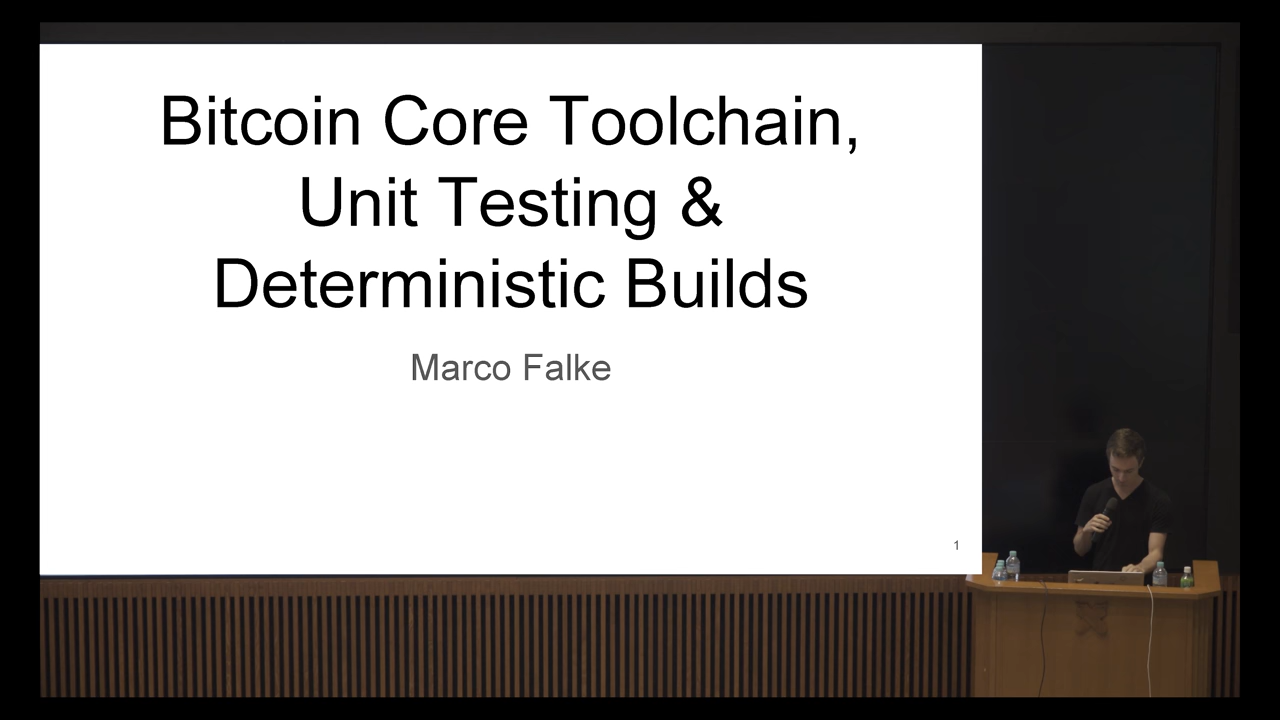 Bitcoin Core Toolchain,
Unit Testing &
Deterministic Builds
Marco Falke
1